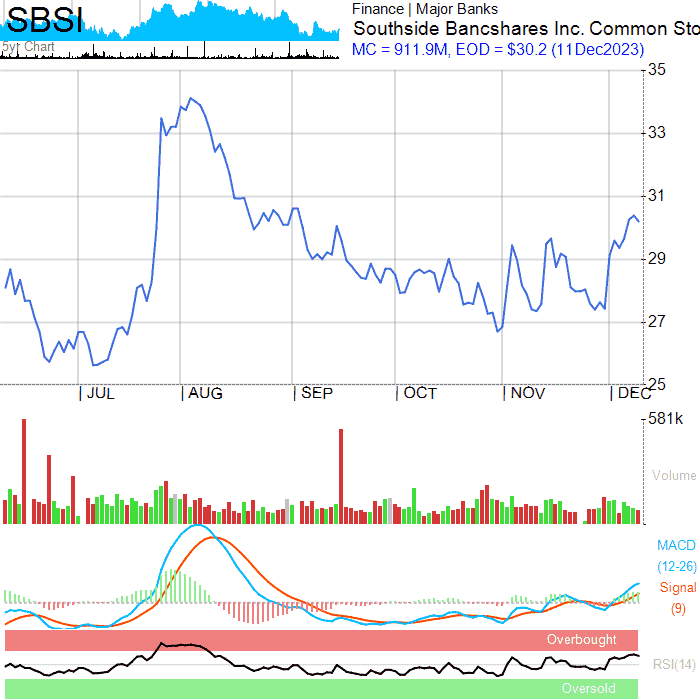 SBSI
5yr Chart
Finance | Major Banks
Southside Bancshares Inc. Common Sto
MC = 911.9M, EOD = $30.2 (11Dec2023)
35
33
31
29
27
25
| JUL | AUG | SEP | OCT | NOV | DEC
581k
Volume
MACD
(12-26)
Signal
(9)
Overbought
RSI(14)
Oversold